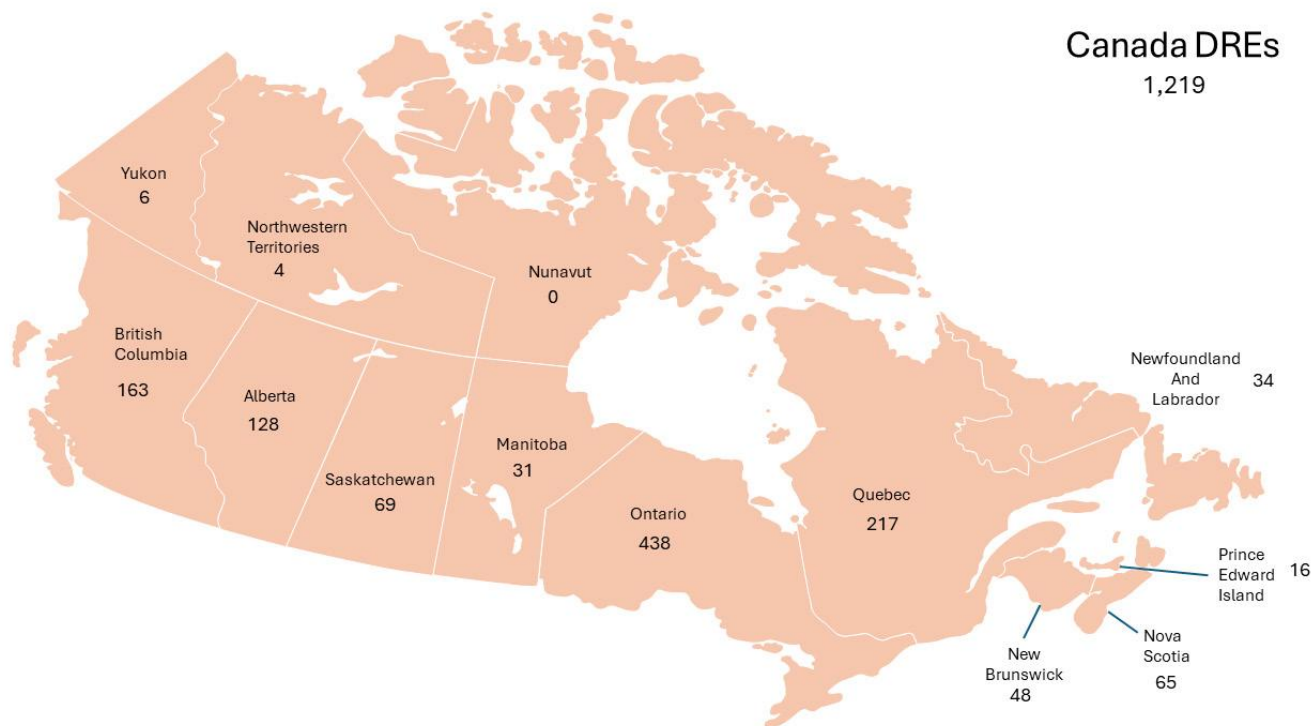 Canada DREs
1,219
Yukon
6
Northwestern
Territories
4
Nunavut
0
British
Columbia
163
Alberta
128
Saskatchewan
69
Manitoba
31
Ontario
438
Quebec
217
Newfoundland
And
Labrador
34
Prince
Edward
Island
16
Nova
Scotia
65
New
Brunswick
48